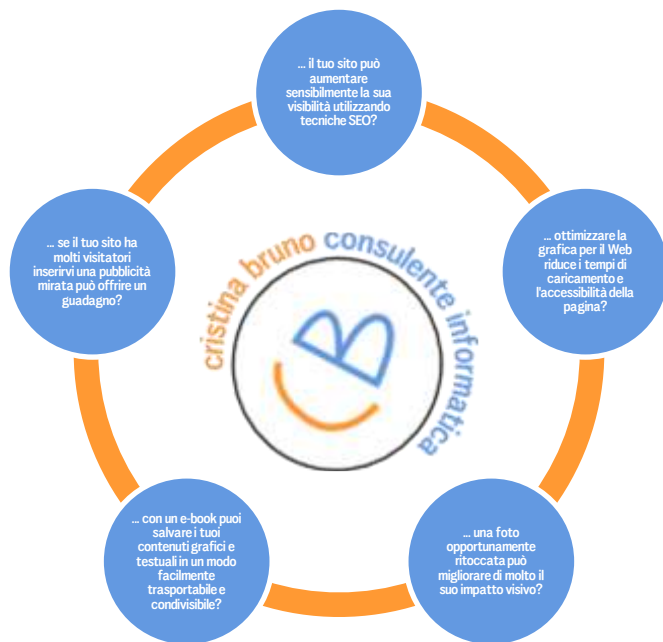 ... il tuo sito può
aumentare
sensibilmente la sua
visibilità utilizzando
tecniche SEO?
... ottimizzare la
grafica per il Web
riduce i tempi di
caricamento e
l'accessibilità della
pagina?
... una foto
opportunamente
ritoccata può
migliorare di molto il
suo impatto visivo?
... con un e-book puoi
salvare i tuoi
contenuti grafici e
testuali in un modo
facilmente
trasportabile e
condivisibile?
... se il tuo sito ha
molti visitatori
inserirvi una pubblicità
mirata può offrire un
guadagno?
cristina bruno consulente informatica
CB